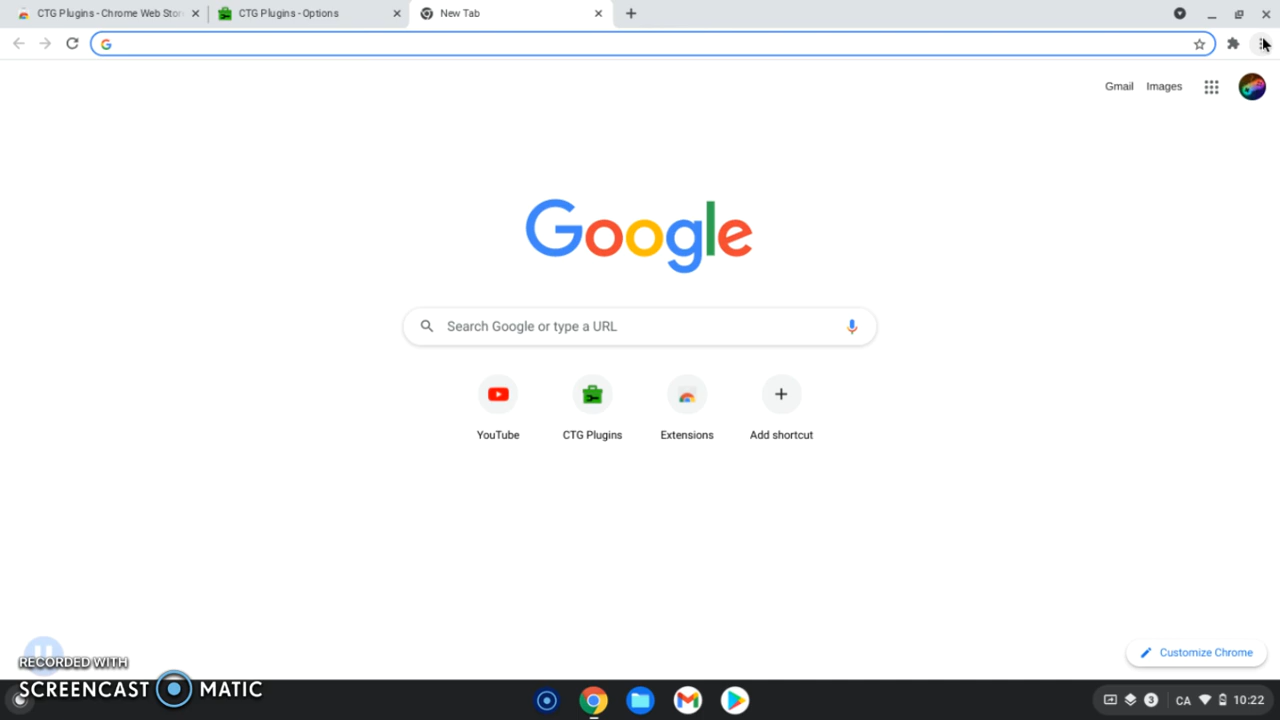 CTG Plugins - Chrome Web Stor
CTG Plugins - Options
New Tab
Gmail
Images
Google
Search Google or type a URL
YouTube
CTG Plugins
Extensions
Add shortcut
Customize Chrome
RECORDED WITH
SCREENCAST MATIC
3
CA
10:22